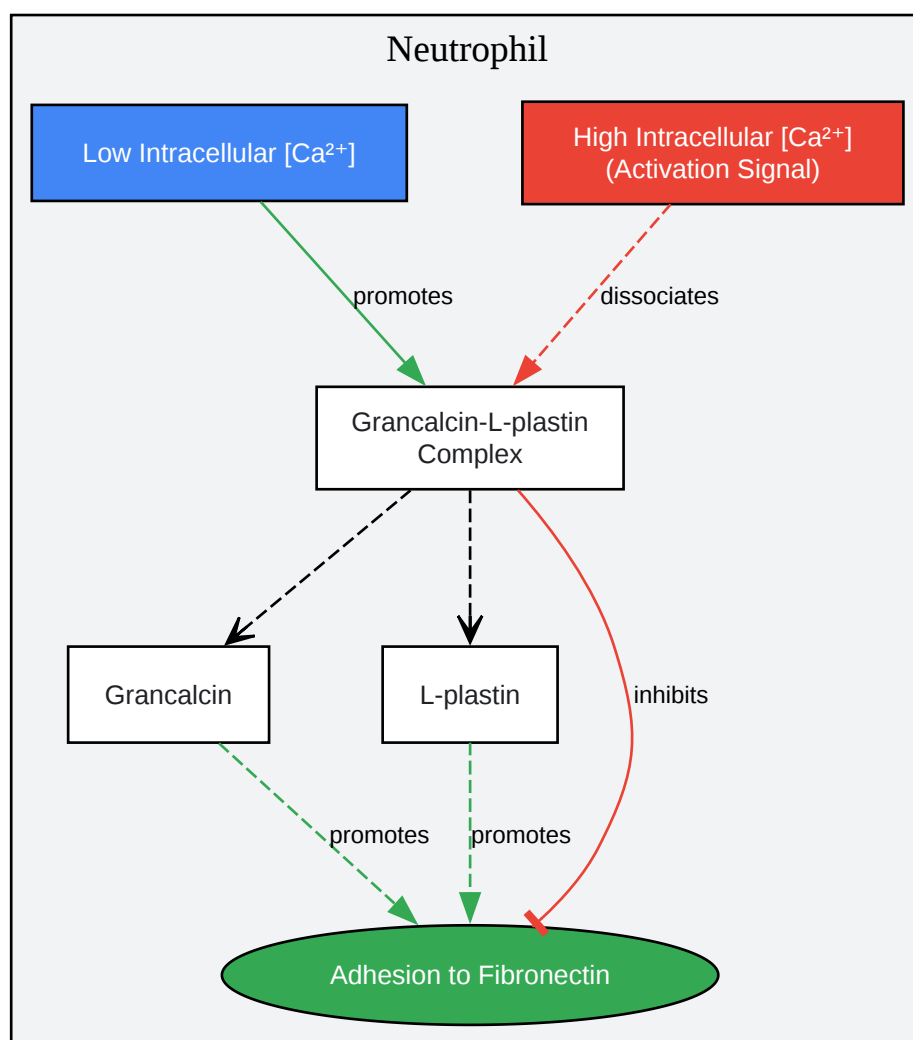 Neutrophil
Low Intracellular [Ca²⁺]
High Intracellular [Ca²⁺]
(Activation Signal)
promotes
dissociates
Grancalcin-L-plastin
Complex
Grancalcin
L-plastin
inhibits
promotes
promotes
Adhesion to Fibronectin